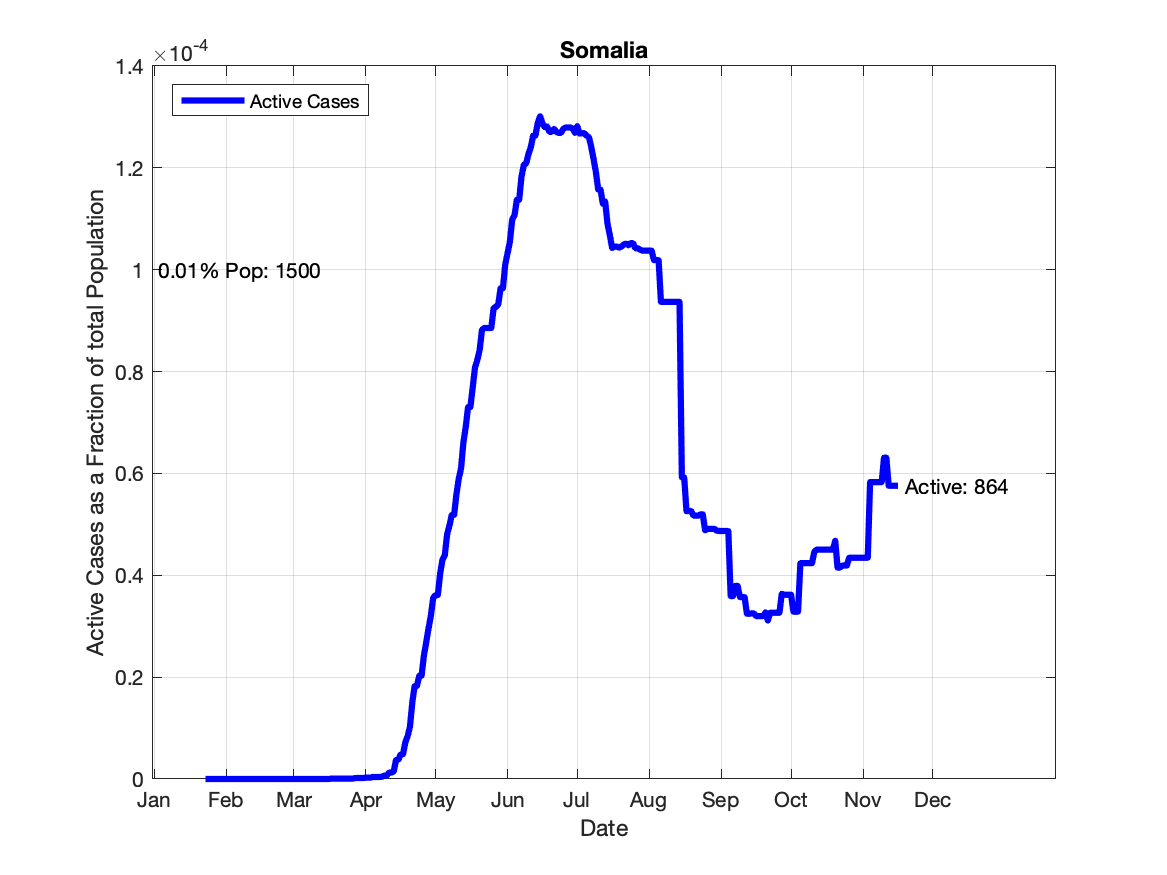 Somalia
×10-4
1.4
Active Cases
1.2
1
0.01% Pop: 1500
0.8
0.6
Active: 864
0.4
0.2
0
Jan Feb Mar Apr May Jun Jul Aug Sep Oct Nov Dec
Date
Active Cases as a Fraction of total Population